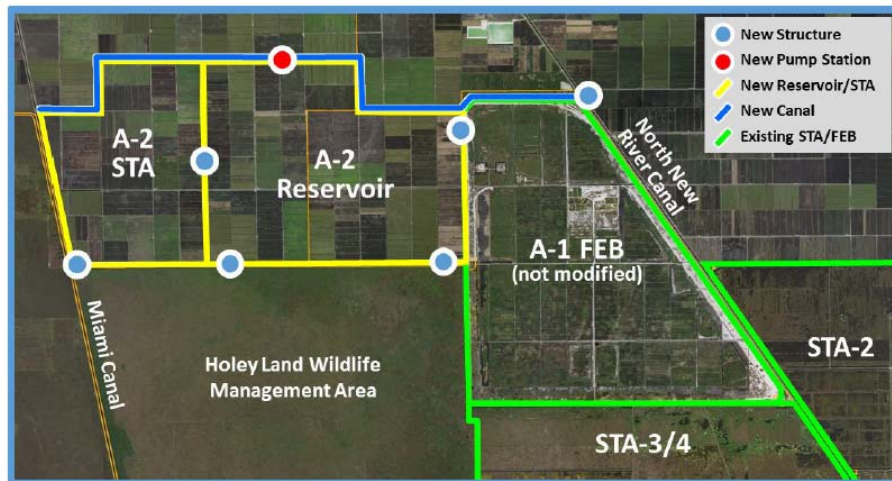 New Structure
New Pump Station
New Reservoir/STA
New Canal
Existing STA/FEB
A-2
STA
A-2
Reservoir
North New
River Canal
A-1 FEB
(not modified)
STA-2
Miami Canal
Holey Land Wildlife
Management Area
STA-3/4